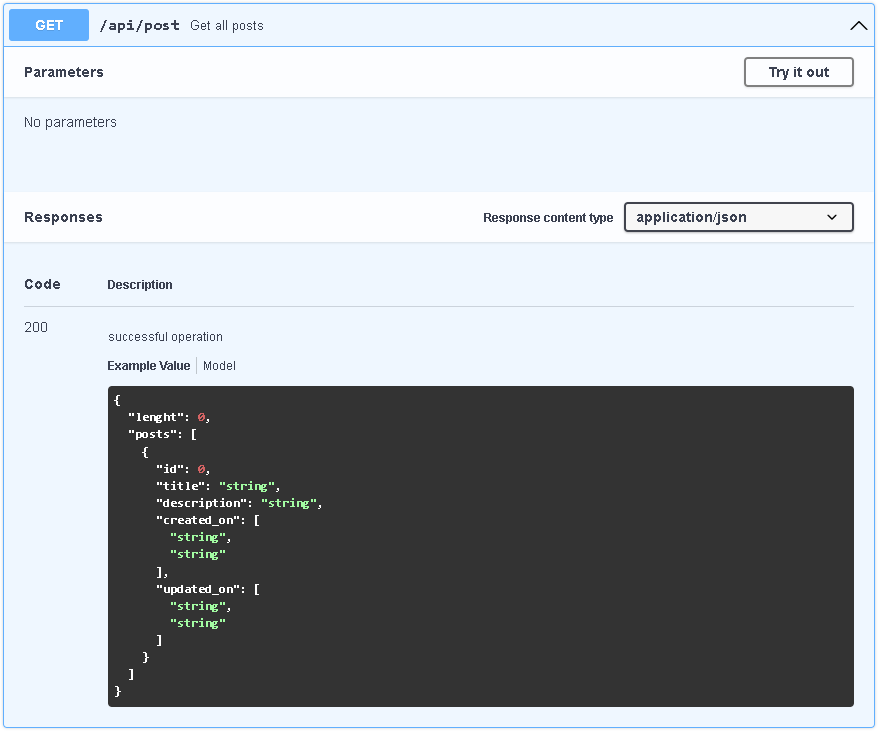 GET /api/post Get all posts
Parameters Try it out
No parameters
Responses Response content type application/json
Code Description
200
successful operation
Example Value Model
{
"lenght": 0,
"posts": [
{
"id": 0,
"title": "string",
"description": "string",
"created_on": [
"string",
"string"
],
"updated_on": [
"string",
"string"
]
}
]
}